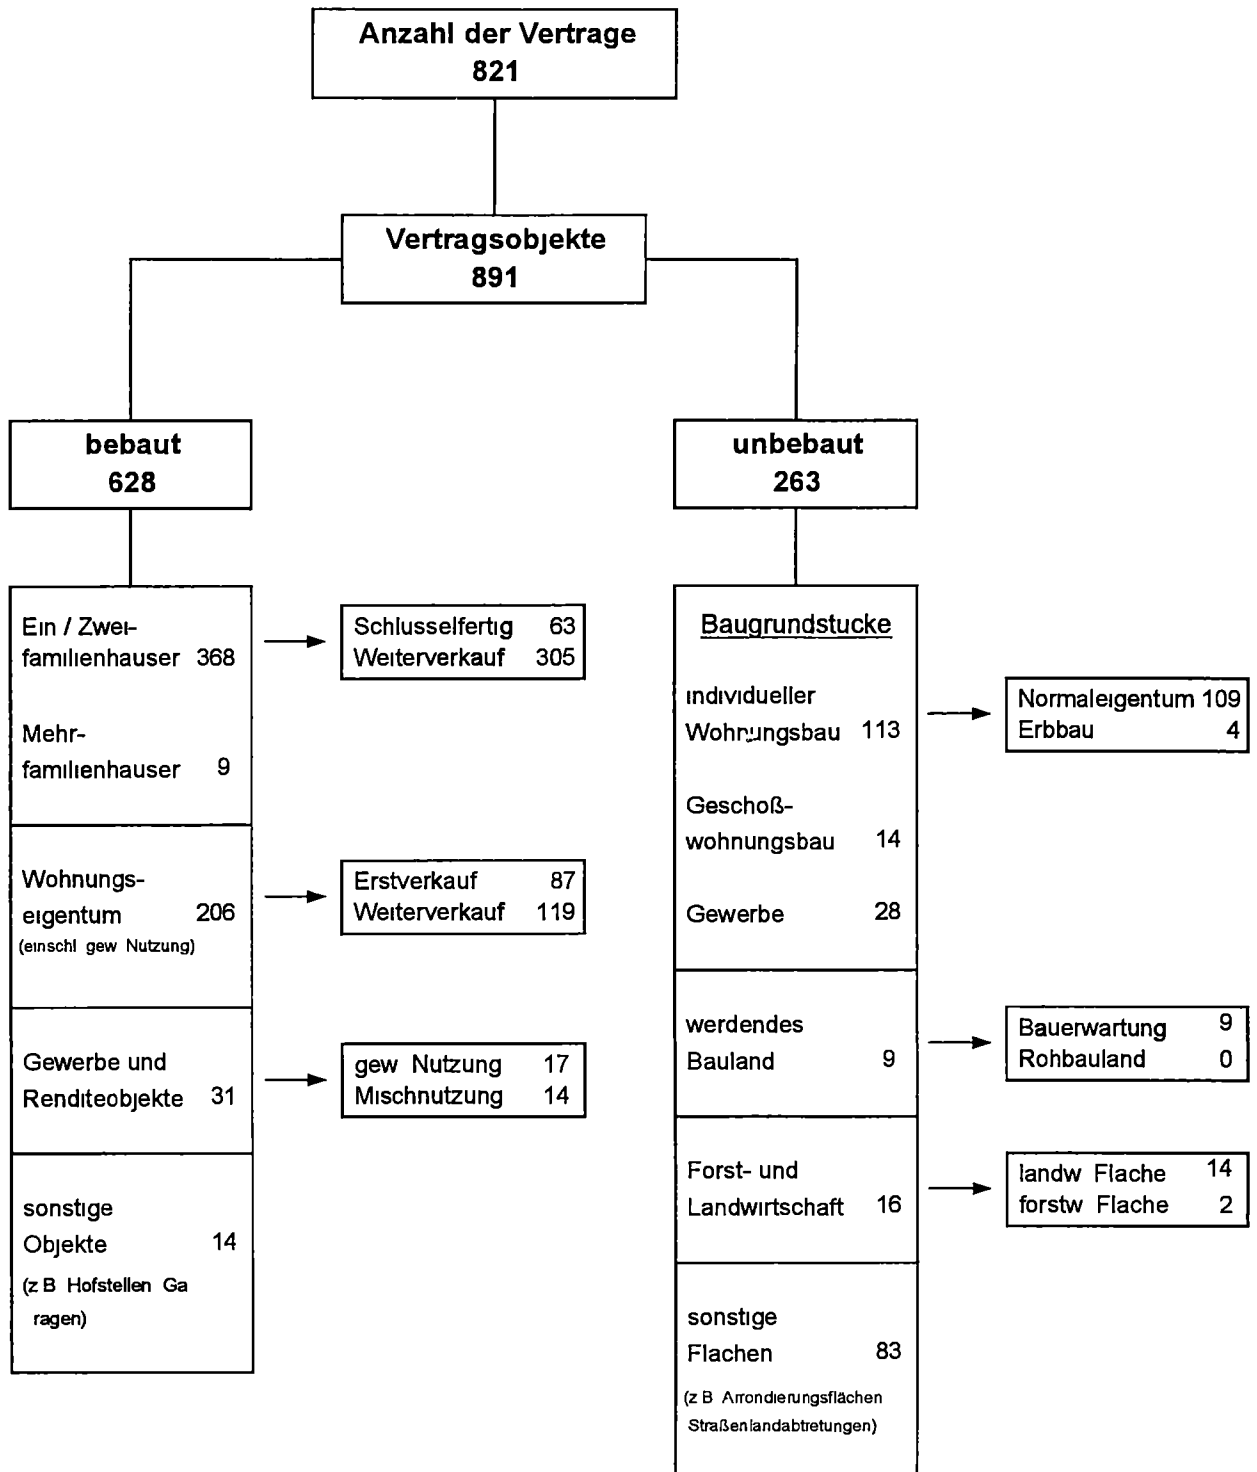 Anzahl der Vertrage
821
Vertragsobjekte
891
bebaut
628
Ein / Zwei-
familienhauser 368
Mehr-
familienhauser 9
Wohnungs-
eigentum 206
(einschl gew Nutzung)
Gewerbe und
Renditeobjekte 31
sonstige
Objekte 14
(z B Hofstellen Ga
ragen)
Schlusselfertig 63
Weiterverkauf 305
Erstverkauf 87
Weiterverkauf 119
gew Nutzung 17
Mischnutzung 14
unbebaut
263
Baugrundstucke
individueller
Wohnungsbau 113
Geschoß-
wohnungsbau 14
Gewerbe 28
werdendes
Bauland 9
Forst- und
Landwirtschaft 16
sonstige
Flachen 83
(z B Arrondierungsflächen
Straßenlandabtretungen)
Normaleigentum 109
Erbbau 4
Bauerwartung 9
Rohbauland 0
landw Flache 14
forstw Flache 2